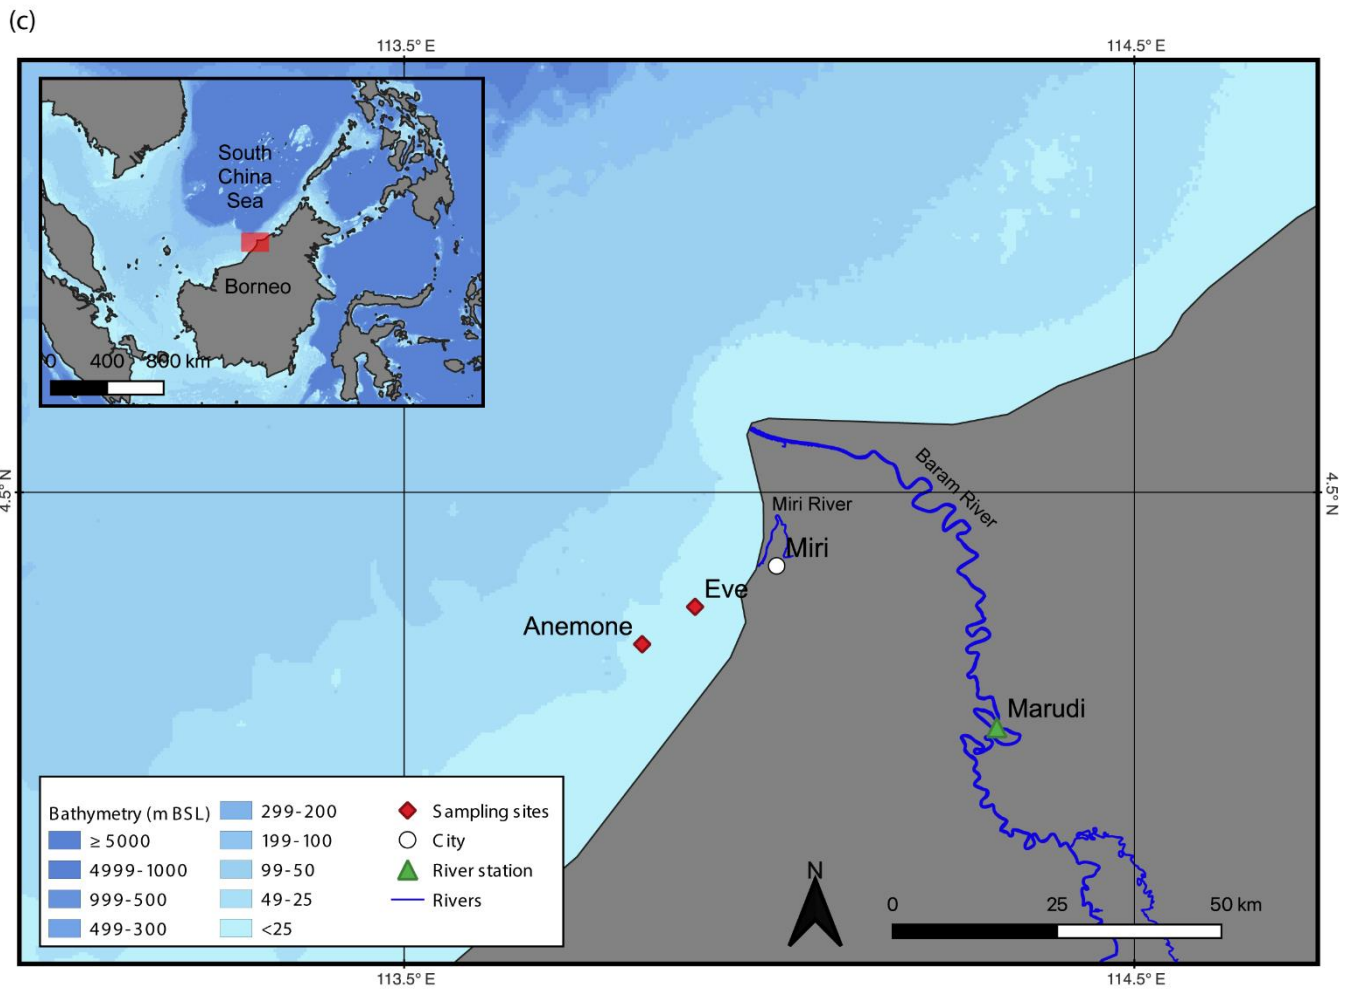 (c)
113.5° E
114.5° E
South
China
Sea
Borneo
0 400 800 km
4.5° N
4.5° N
Baram River
Miri River
Miri
Eve
Anemone
Marudi
Bathymetry (m BSL)
≥ 5000
4999-1000
999-500
499-300
299-200
199-100
99-50
49-25
<25
Sampling sites
City
River station
Rivers
N
0 25 50 km
113.5° E
114.5° E